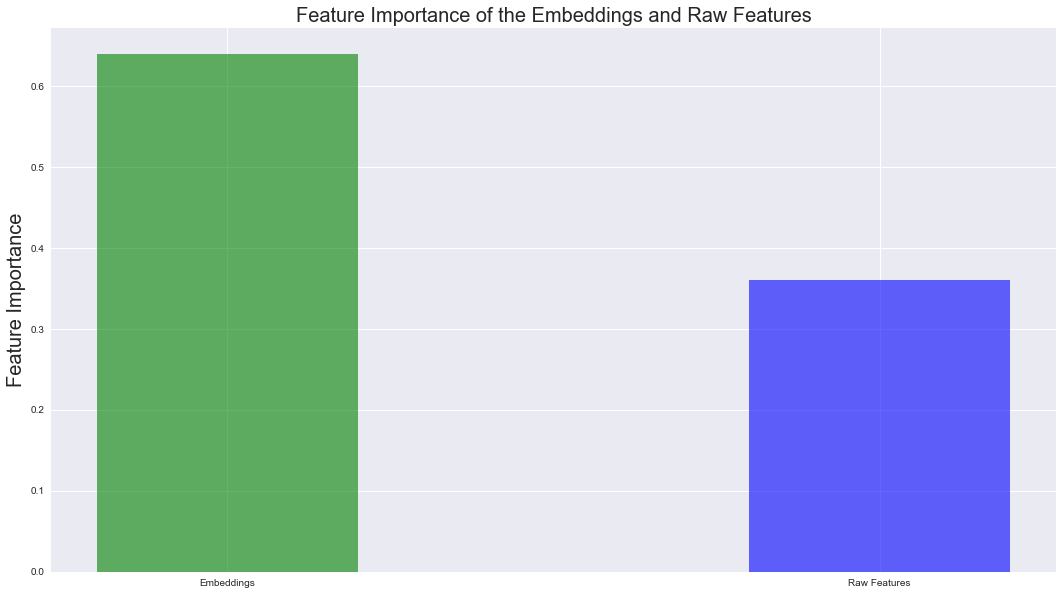 Feature Importance of the Embeddings and Raw Features
Feature Importance
0.6
0.5
0.4
0.3
0.2
0.1
0.0
Embeddings
Raw Features